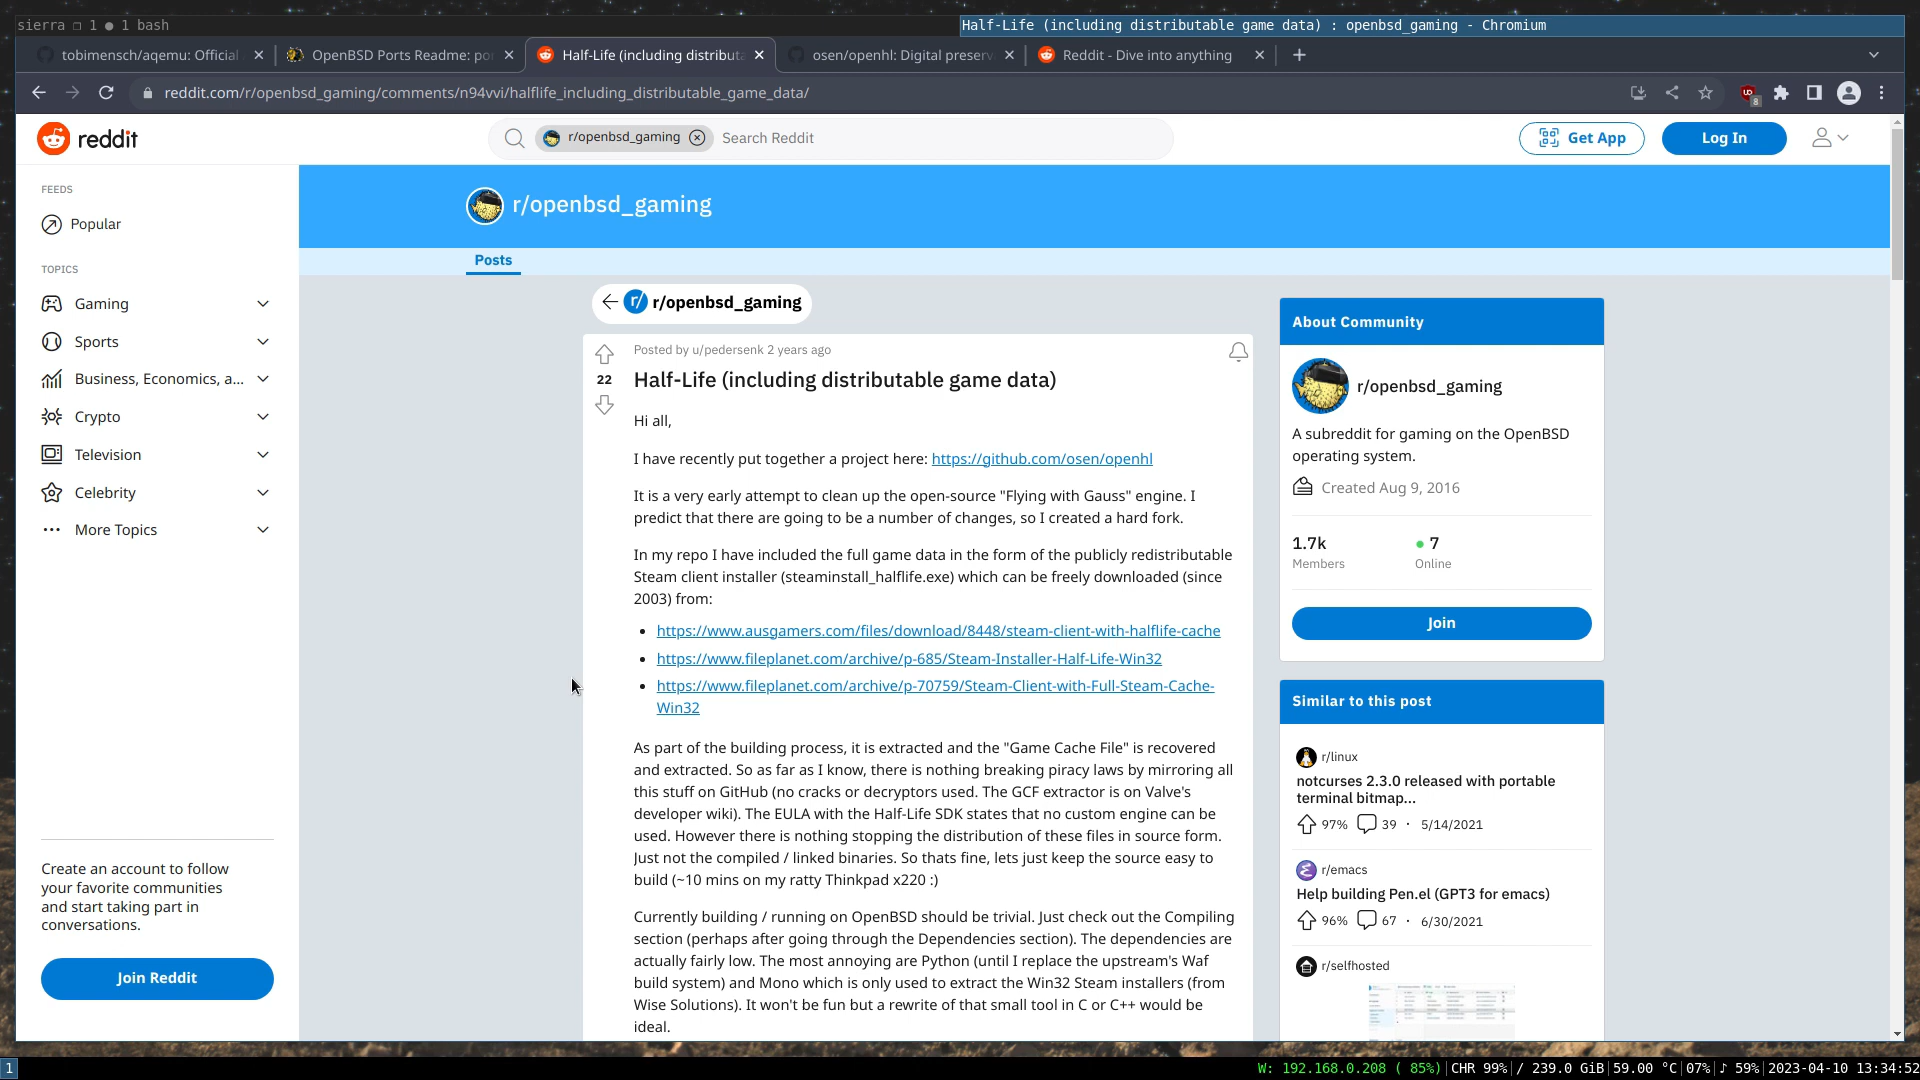 sierra ❐ 1 ● 1 bash
Half-Life (including distributable game data) : openbsd_gaming - Chromium
tobimensch/aqemu: Official
OpenBSD Ports Readme: po
Half-Life (including distributa
osen/openhl: Digital preserv
Reddit - Dive into anything
reddit.com/r/openbsd_gaming/comments/n94vvi/halflife_including_distributable_game_data/
8
reddit
r/openbsd_gaming
Search Reddit
Get App
Log In
FEEDS
Popular
TOPICS
Gaming
Sports
Business, Economics, a...
Crypto
Television
Celebrity
More Topics
Create an account to follow
your favorite communities
and start taking part in
conversations.
Join Reddit
r/openbsd_gaming
Posts
r/openbsd_gaming
Posted by u/pedersenk 2 years ago
22
Half-Life (including distributable game data)
Hi all,
I have recently put together a project here: https://github.com/osen/openhl
It is a very early attempt to clean up the open-source "Flying with Gauss" engine. I
predict that there are going to be a number of changes, so I created a hard fork.
In my repo I have included the full game data in the form of the publicly redistributable
Steam client installer (steaminstall_halflife.exe) which can be freely downloaded (since
2003) from:
• https://www.ausgamers.com/files/download/8448/steam-client-with-halflife-cache
• https://www.fileplanet.com/archive/p-685/Steam-Installer-Half-Life-Win32
• https://www.fileplanet.com/archive/p-70759/Steam-Client-with-Full-Steam-Cache-
Win32
As part of the building process, it is extracted and the "Game Cache File" is recovered
and extracted. So as far as I know, there is nothing breaking piracy laws by mirroring all
this stuff on GitHub (no cracks or decryptors used. The GCF extractor is on Valve's
developer wiki). The EULA with the Half-Life SDK states that no custom engine can be
used. However there is nothing stopping the distribution of these files in source form.
Just not the compiled / linked binaries. So thats fine, lets just keep the source easy to
build (~10 mins on my ratty Thinkpad x220 :)
Currently building / running on OpenBSD should be trivial. Just check out the Compiling
section (perhaps after going through the Dependencies section). The dependencies are
actually fairly low. The most annoying are Python (until I replace the upstream's Waf
build system) and Mono which is only used to extract the Win32 Steam installers (from
Wise Solutions). It won't be fun but a rewrite of that small tool in C or C++ would be
ideal.
About Community
r/openbsd_gaming
A subreddit for gaming on the OpenBSD
operating system.
Created Aug 9, 2016
1.7k
Members
7
Online
Join
Similar to this post
r/linux
notcurses 2.3.0 released with portable
terminal bitmap...
97% 39 · 5/14/2021
r/emacs
Help building Pen.el (GPT3 for emacs)
96% 67 · 6/30/2021
r/selfhosted
1
W: 192.168.0.208 ( 85%)|CHR 99%|/ 239.0 GiB|59.00 °C|07%|♪ 59%|2023-04-10 13:34:52